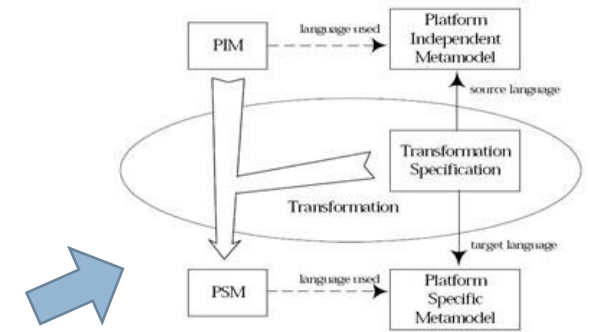 PIM
language used
Platform
Independent
Metamodel
source language
Transformation
Specification
Transformation
target language
PSM
language used
Platform
Specific
Metamodel